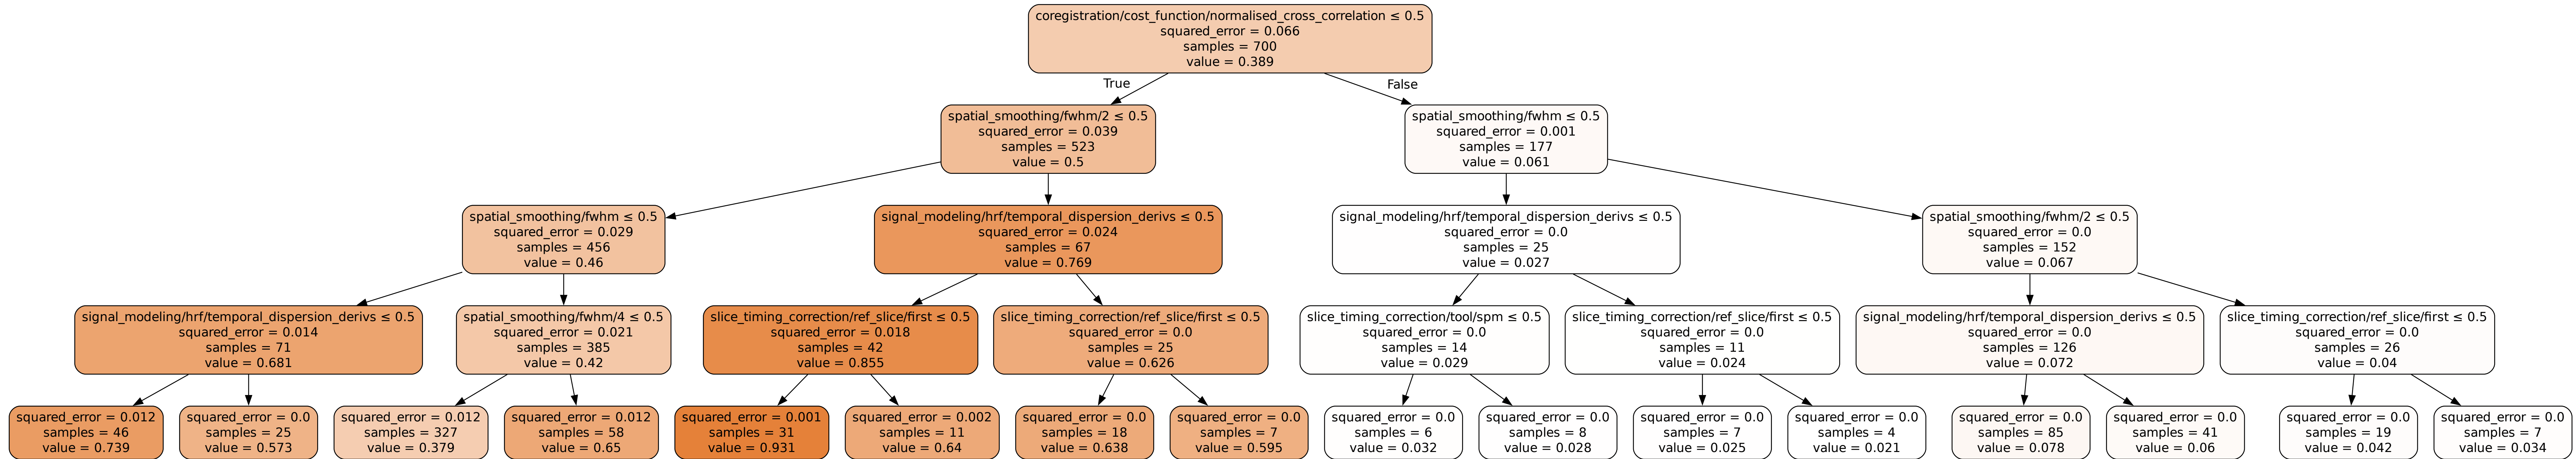 coregistration/cost_function/normalised_cross_correlation ≤ 0.5
squared_error = 0.066
samples = 700
value = 0.389
True
False
spatial_smoothing/fwhm/2 ≤ 0.5
squared_error = 0.039
samples = 523
value = 0.5
spatial_smoothing/fwhm ≤ 0.5
squared_error = 0.001
samples = 177
value = 0.061
spatial_smoothing/fwhm ≤ 0.5
squared_error = 0.029
samples = 456
value = 0.46
signal_modeling/hrf/temporal_dispersion_derivs ≤ 0.5
squared_error = 0.024
samples = 67
value = 0.769
signal_modeling/hrf/temporal_dispersion_derivs ≤ 0.5
squared_error = 0.0
samples = 25
value = 0.027
spatial_smoothing/fwhm/2 ≤ 0.5
squared_error = 0.0
samples = 152
value = 0.067
signal_modeling/hrf/temporal_dispersion_derivs ≤ 0.5
squared_error = 0.014
samples = 71
value = 0.681
spatial_smoothing/fwhm/4 ≤ 0.5
squared_error = 0.021
samples = 385
value = 0.42
slice_timing_correction/ref_slice/first ≤ 0.5
squared_error = 0.018
samples = 42
value = 0.855
slice_timing_correction/ref_slice/first ≤ 0.5
squared_error = 0.0
samples = 25
value = 0.626
slice_timing_correction/tool/spm ≤ 0.5
squared_error = 0.0
samples = 14
value = 0.029
slice_timing_correction/ref_slice/first ≤ 0.5
squared_error = 0.0
samples = 11
value = 0.024
signal_modeling/hrf/temporal_dispersion_derivs ≤ 0.5
squared_error = 0.0
samples = 126
value = 0.072
slice_timing_correction/ref_slice/first ≤ 0.5
squared_error = 0.0
samples = 26
value = 0.04
squared_error = 0.012
samples = 46
value = 0.739
squared_error = 0.0
samples = 25
value = 0.573
squared_error = 0.012
samples = 327
value = 0.379
squared_error = 0.012
samples = 58
value = 0.65
squared_error = 0.001
samples = 31
value = 0.931
squared_error = 0.002
samples = 11
value = 0.64
squared_error = 0.0
samples = 18
value = 0.638
squared_error = 0.0
samples = 7
value = 0.595
squared_error = 0.0
samples = 6
value = 0.032
squared_error = 0.0
samples = 8
value = 0.028
squared_error = 0.0
samples = 7
value = 0.025
squared_error = 0.0
samples = 4
value = 0.021
squared_error = 0.0
samples = 85
value = 0.078
squared_error = 0.0
samples = 41
value = 0.06
squared_error = 0.0
samples = 19
value = 0.042
squared_error = 0.0
samples = 7
value = 0.034